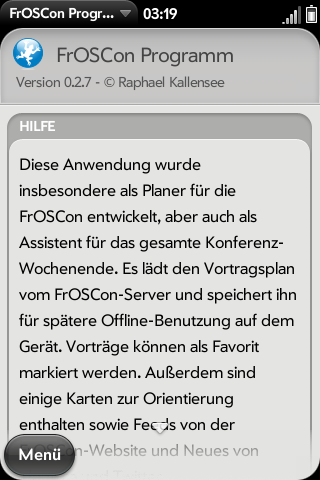 FrOSCon Progr... 03:19
FrOSCon Programm
Version 0.2.7 - © Raphael Kallensee
HILFE
Diese Anwendung wurde
insbesondere als Planer für die
FrOSCon entwickelt, aber auch als
Assistent für das gesamte Konferenz-
Wochenende. Es lädt den Vortragsplan
vom FrOSCon-Server und speichert ihn
für spätere Offline-Benutzung auf dem
Gerät. Vorträge können als Favorit
markiert werden. Außerdem sind
einige Karten zur Orientierung
enthalten sowie Feeds von der
FrOSCon-Website und Neues von
Menü